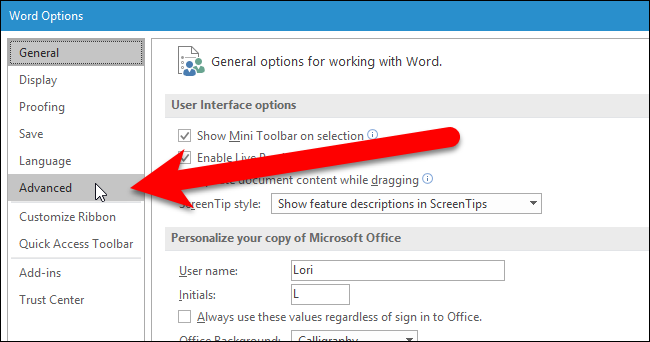 Word Options
General
Display
Proofing
Save
Language
Advanced
Customize Ribbon
Quick Access Toolbar
Add-ins
Trust Center
General options for working with Word.
User Interface options
Show Mini Toolbar on selection
Enable Live
document content while dragging
ScreenTip style: Show feature descriptions in ScreenTips
Personalize your copy of Microsoft Office
User name: Lori
Initials: L
Always use these values regardless of sign in to Office.
Office Background: Calligraphy